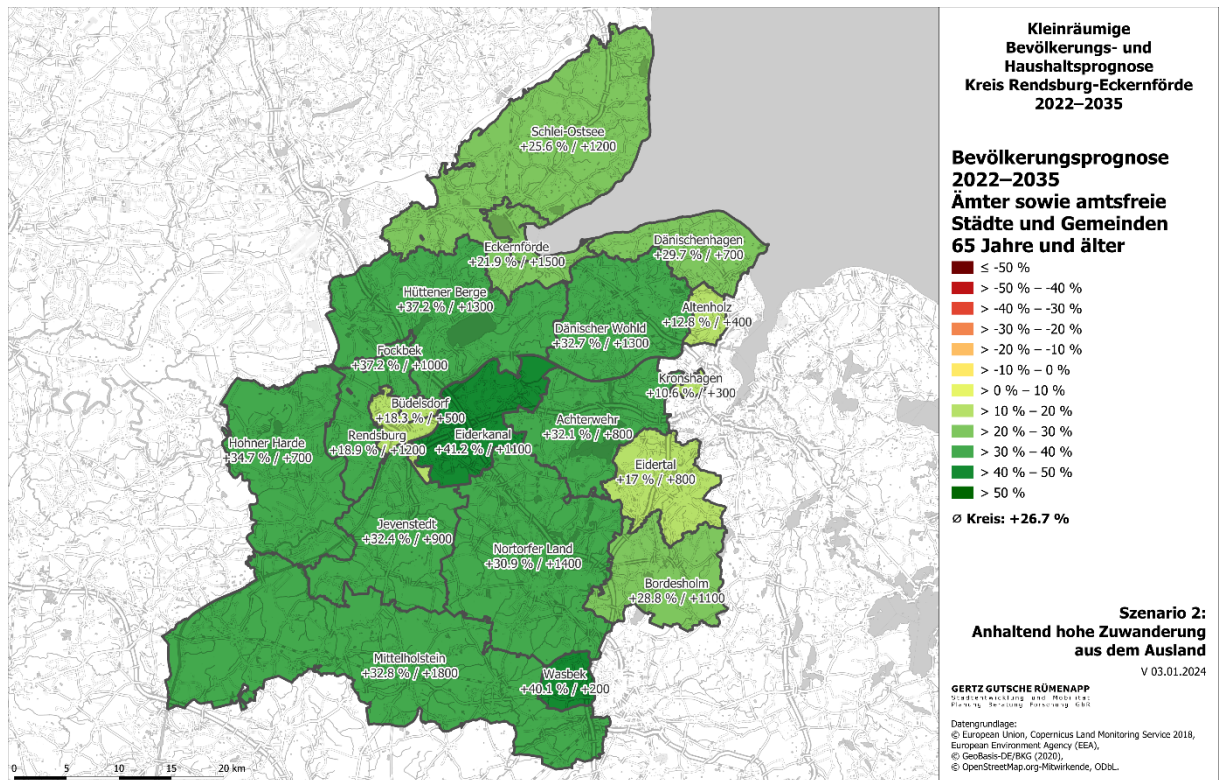 Schlei-Ostsee
+25.6 % / +1200
Eckernförde
+21.9 % / +1500
Dänischenhagen
+29.7 % / +700
Hüttener Berge
+37.2 % / +1300
Altenholz
+12.8 % / +400
Dänischer Wohld
+32.7 % / +1300
Fockbek
+37.2 % / +1000
Kronshagen
+10.6 % / +300
Büdelsdorf
+18.3 % / +500
Achterwehr
+32.1 % / +800
Hohner Harde
+34.7 % / +700
Rendsburg
/ +1200
Eiderkanal
+41.2 % / +1100
Eidertal
+17 % / +800
Jevenstedt
+32.4 % / +900
Nortorfer Land
+30.9 % / +1400
Bordesholm
+28.8 % / +1100
Mittelholstein
+32.8 % / +1800
Wasbek
+40.1 % / +200
0 5 10 15 20 km
Kleinräumige
Bevölkerungs- und
Haushaltsprognose
Kreis Rendsburg-Eckernförde
2022–2035
Bevölkerungsprognose
2022–2035
Ämter sowie amtsfreie
Städte und Gemeinden
65 Jahre und älter
≤ -50 %
> -50 % – -40 %
> -40 % – -30 %
> -30 % – -20 %
> -20 % – -10 %
> -10 % – 0 %
> 0 % – 10 %
> 10 % – 20 %
> 20 % – 30 %
> 30 % – 40 %
> 40 % – 50 %
> 50 %
Ø Kreis: +26.7 %
Szenario 2:
Anhaltend hohe Zuwanderung
aus dem Ausland
V 03.01.2024
GERTZ GUTSCHE RÜMENAPP
Stadtentwicklung und Mobilität
Planung Beratung Forschung GbR
Datengrundlage:
© European Union, Copernicus Land Monitoring Service 2018,
European Environment Agency (EEA),
© GeoBasis-DE/BKG (2020),
© OpenStreetMap.org-Mitwirkende, ODbL.